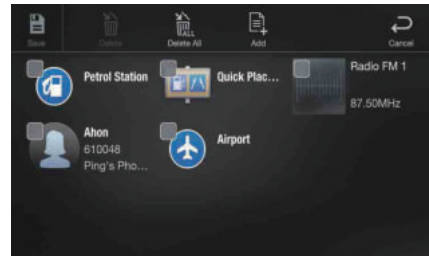 Save
Delete
ALL
Delete All
Add
Cancel
Petrol Station
Quick Plac...
Radio FM 1
87.50MHz
Ahon
610048
Ping's Pho...
Airport